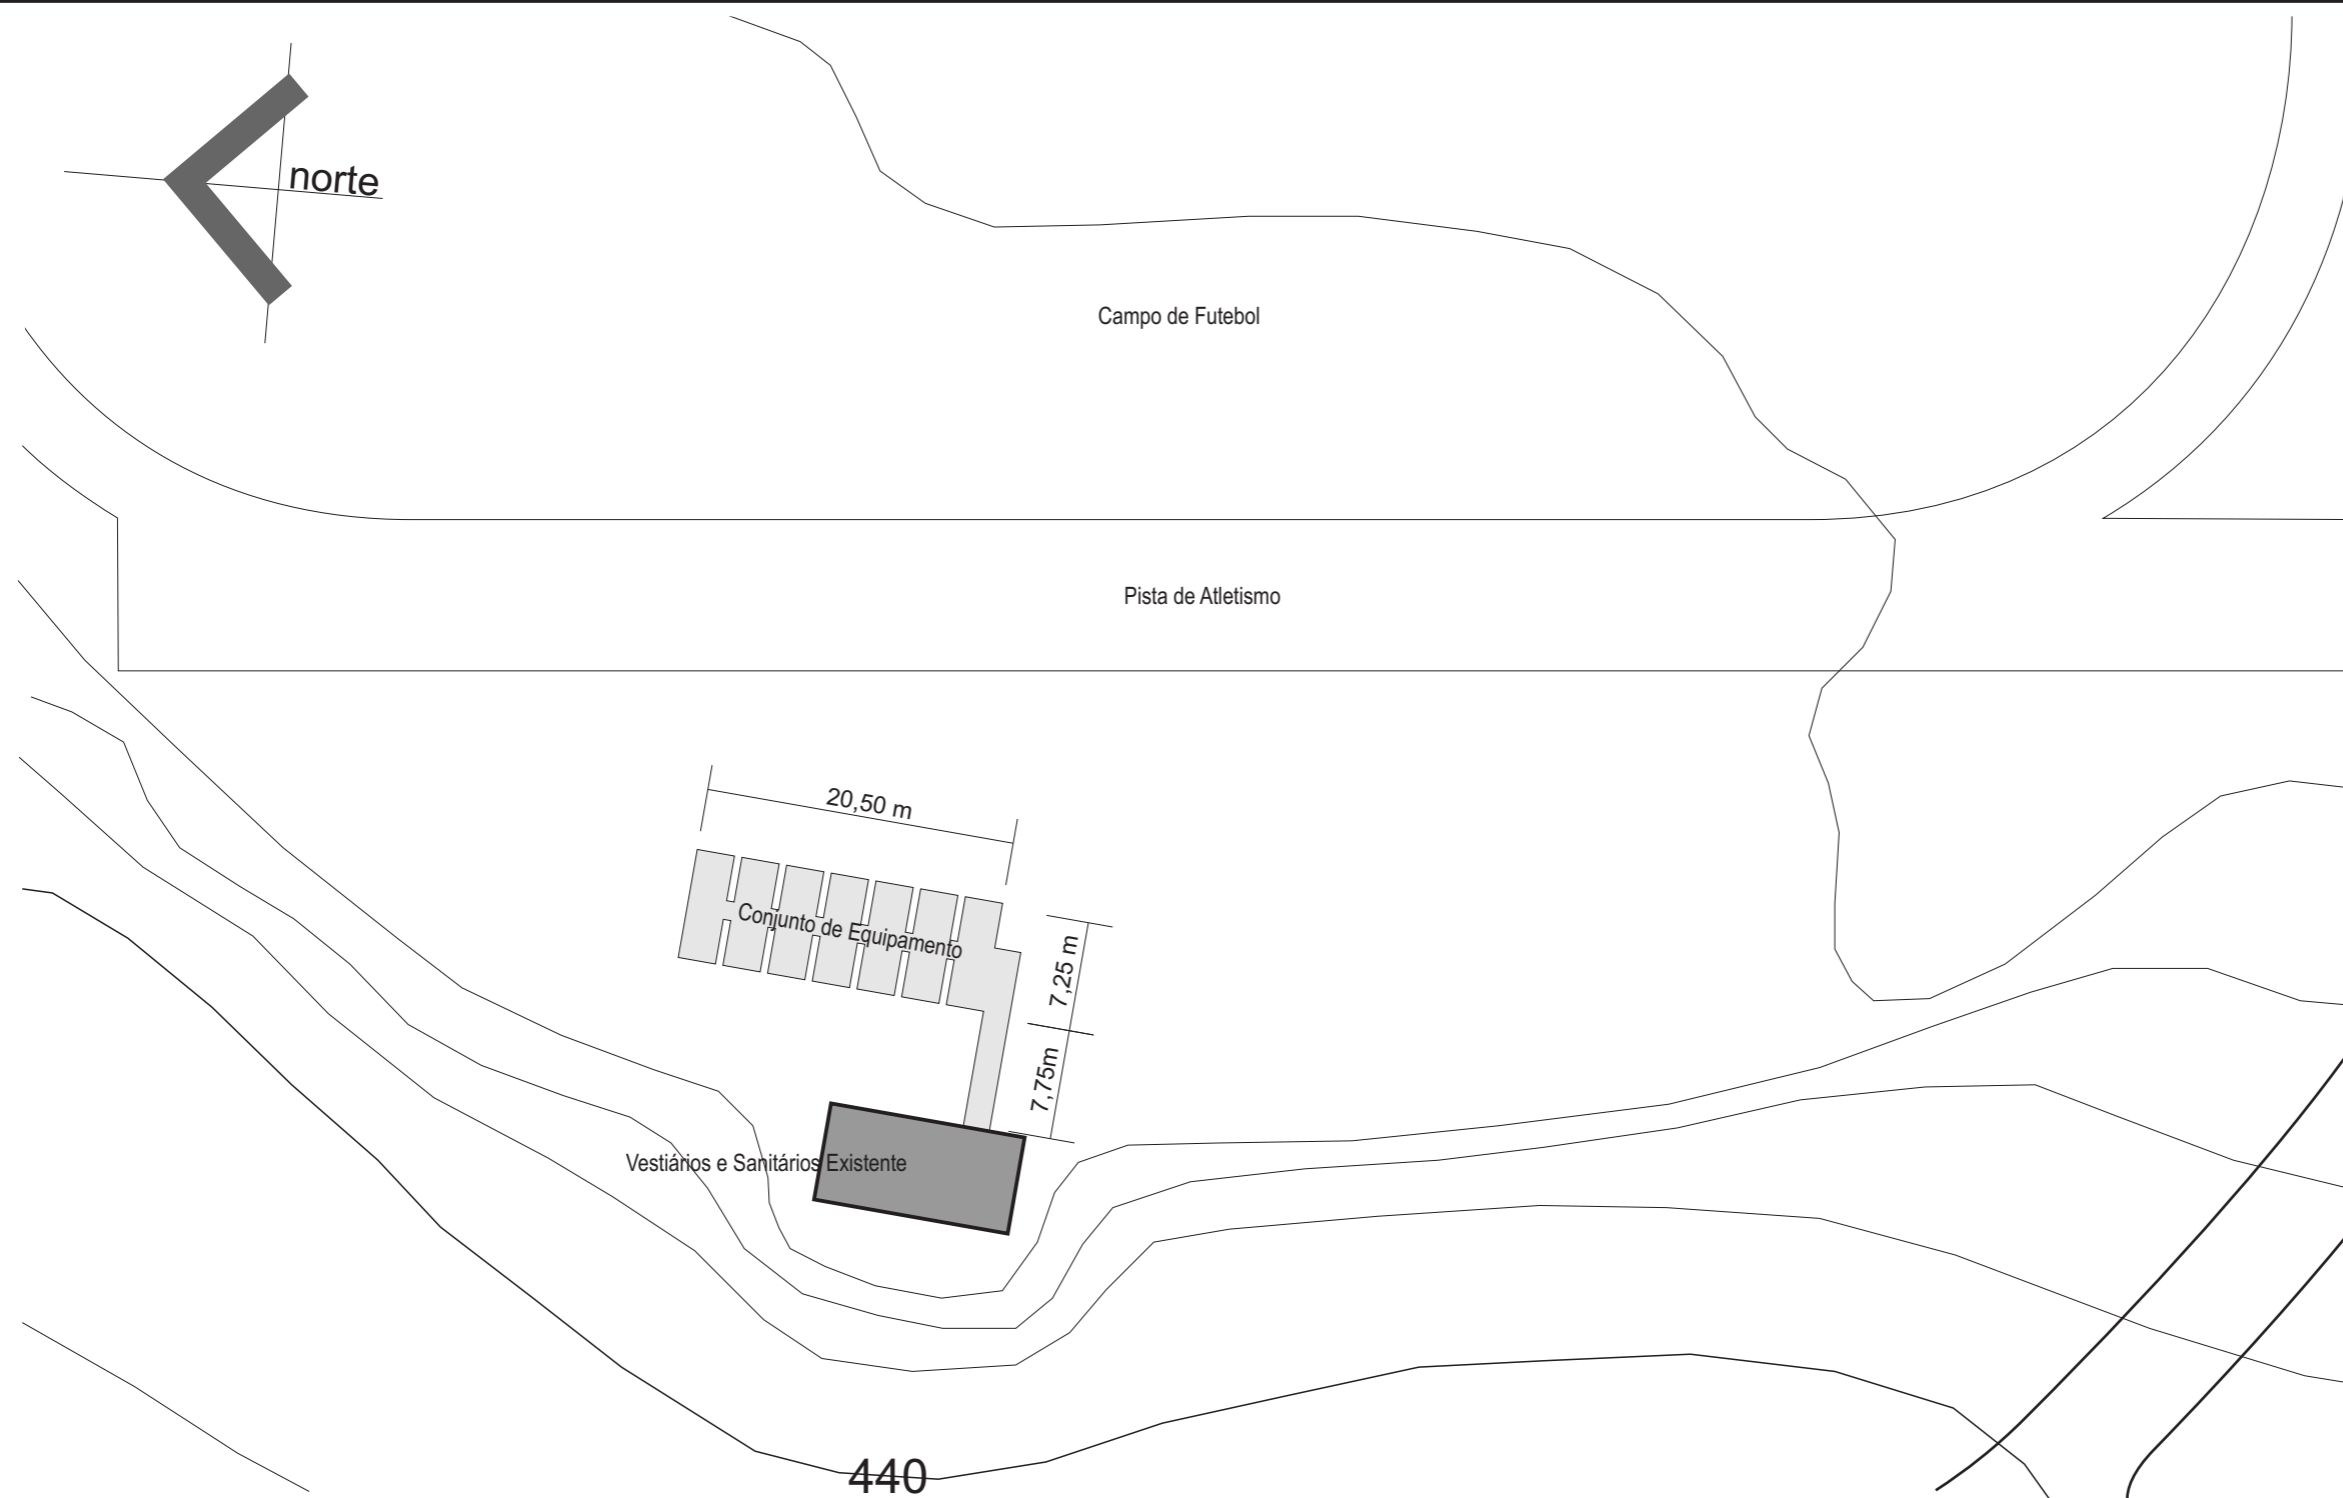 norte
Campo de Futebol
Pista de Atletismo
20,50 m
Conjunto de Equipamento
7,25 m
7,75m
Vestiários e Sanitários Existente
440